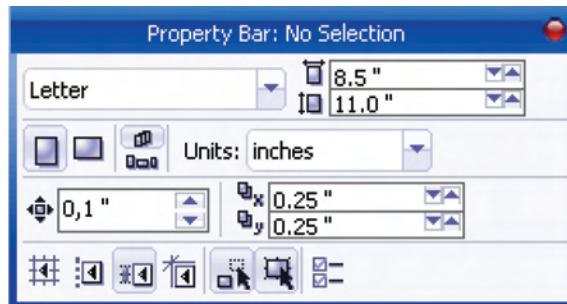 Property Bar: No Selection
Letter
8.5 "
11.0 "
Units: inches
0,1 "
x 0.25 "
y 0.25 "